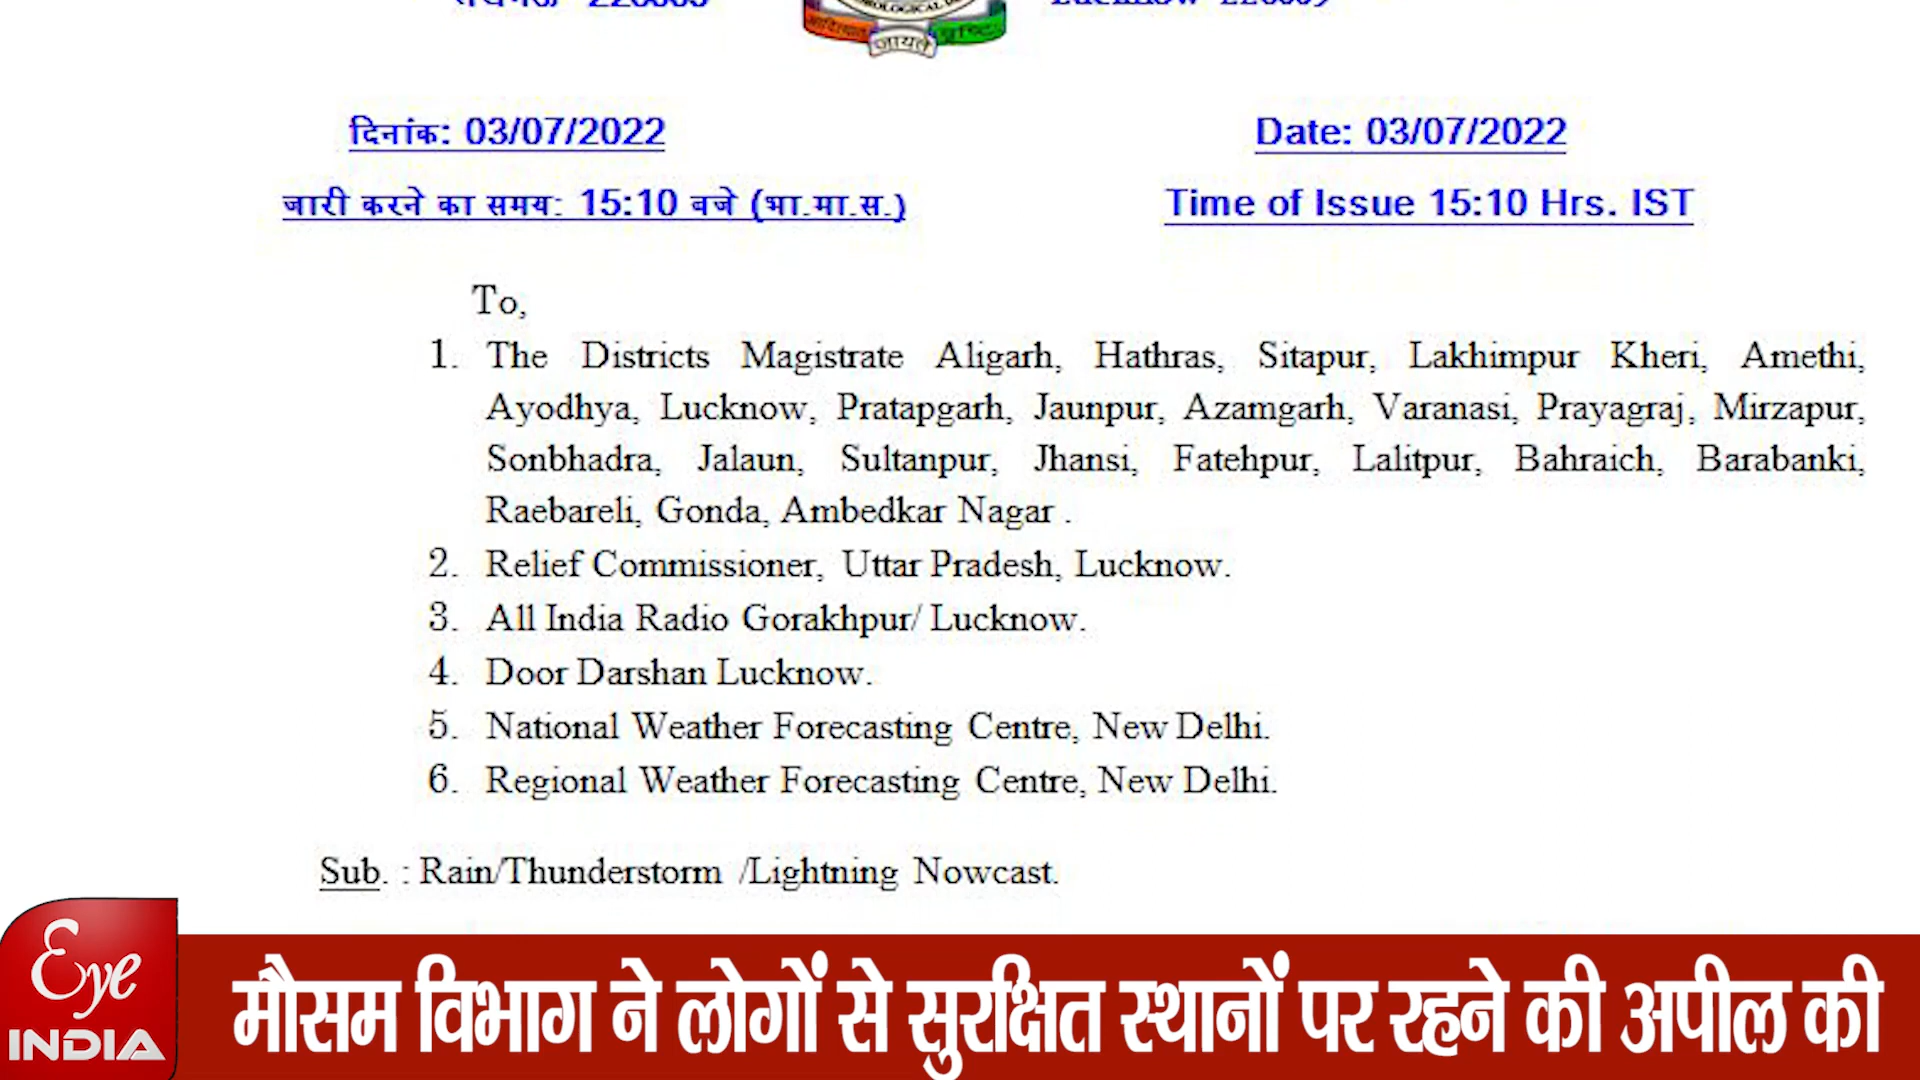 ROLOGICAL D
जायते
दिनांक: 03/07/2022
Date: 03/07/2022
जारी करने का समय: 15:10 वजे (भा.मा.स.)
Time of Issue 15:10 Hrs. IST
To,
1. The Districts Magistrate Aligarh, Hathras, Sitapur, Lakhimpur Kheri, Amethi,
Ayodhya, Lucknow, Pratapgarh, Jaunpur, Azamgarh, Varanasi, Prayagraj, Mirzapur,
Sonbhadra, Jalaun, Sultanpur, Jhansi, Fatehpur, Lalitpur, Bahraich, Barabanki,
Raebareli, Gonda, Ambedkar Nagar .
2. Relief Commissioner, Uttar Pradesh, Lucknow.
3. All India Radio Gorakhpur/ Lucknow.
4. Door Darshan Lucknow.
5. National Weather Forecasting Centre, New Delhi.
6. Regional Weather Forecasting Centre, New Delhi.
Sub. : Rain/Thunderstorm /Lightning Nowcast.
Eye
INDIA
मौसम विभाग ने लोगों से सुरक्षित स्थानों पर रहने की अपील की